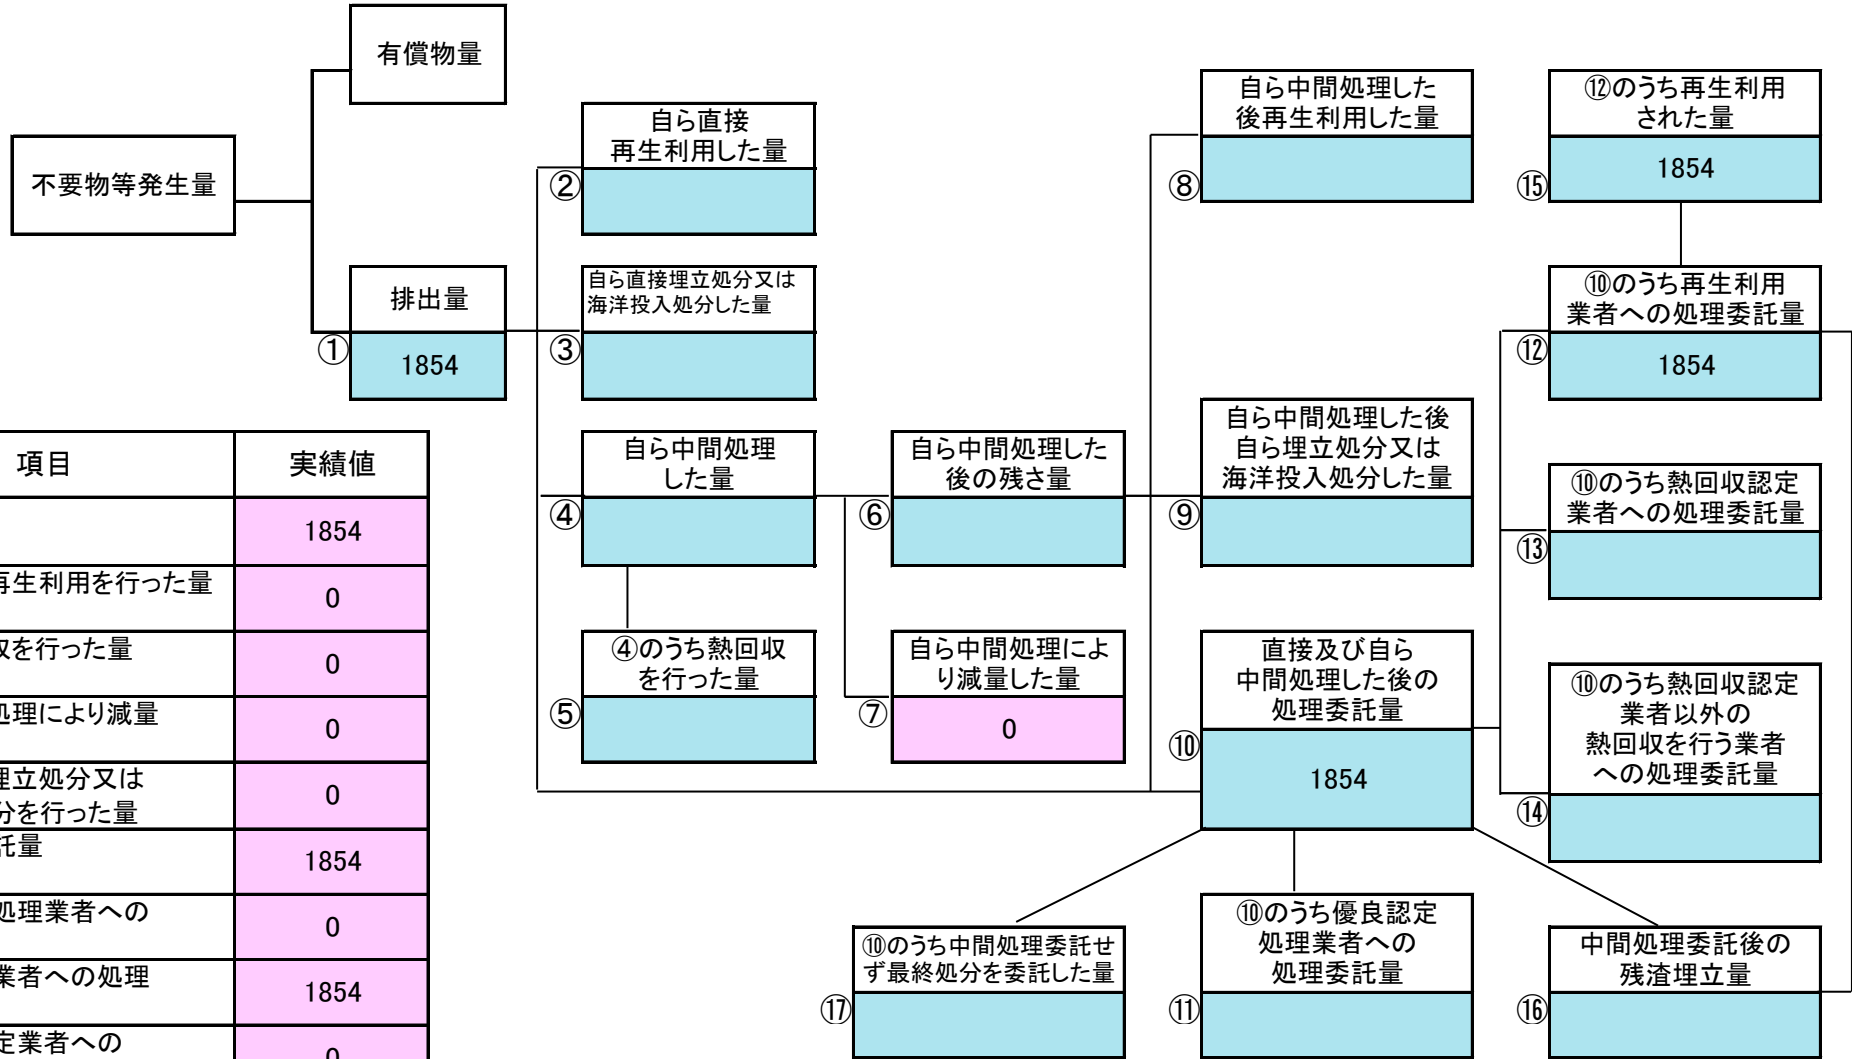 有償物量
不要物等発生量
排出量
①
1854
自ら直接
再生利用した量
②
自ら直接埋立処分又は
海洋投入処分した量
③
自ら中間処理
した量
④
④のうち熱回収
を行った量
⑤
自ら中間処理した
後の残さ量
⑥
自ら中間処理によ
り減量した量
⑦
0
自ら中間処理した
後再生利用した量
⑧
自ら中間処理した後
自ら埋立処分又は
海洋投入処分した量
⑨
直接及び自ら
中間処理した後の
処理委託量
⑩
1854
⑫のうち再生利用
された量
⑮
1854
⑩のうち再生利用
業者への処理委託量
⑫
1854
⑩のうち熱回収認定
業者への処理委託量
⑬
⑩のうち熱回収認定
業者以外の
熱回収を行う業者
への処理委託量
⑭
⑩のうち中間処理委託せ
ず最終処分を委託した量
⑰
⑩のうち優良認定
処理業者への
処理委託量
⑪
中間処理委託後の
残渣埋立量
⑯
項目 実績値
1854
再生利用を行った量 0
収を行った量 0
処理により減量 0
埋立処分又は
分を行った量 0
託量 1854
処理業者への 0
業者への処理 1854
定業者への 0